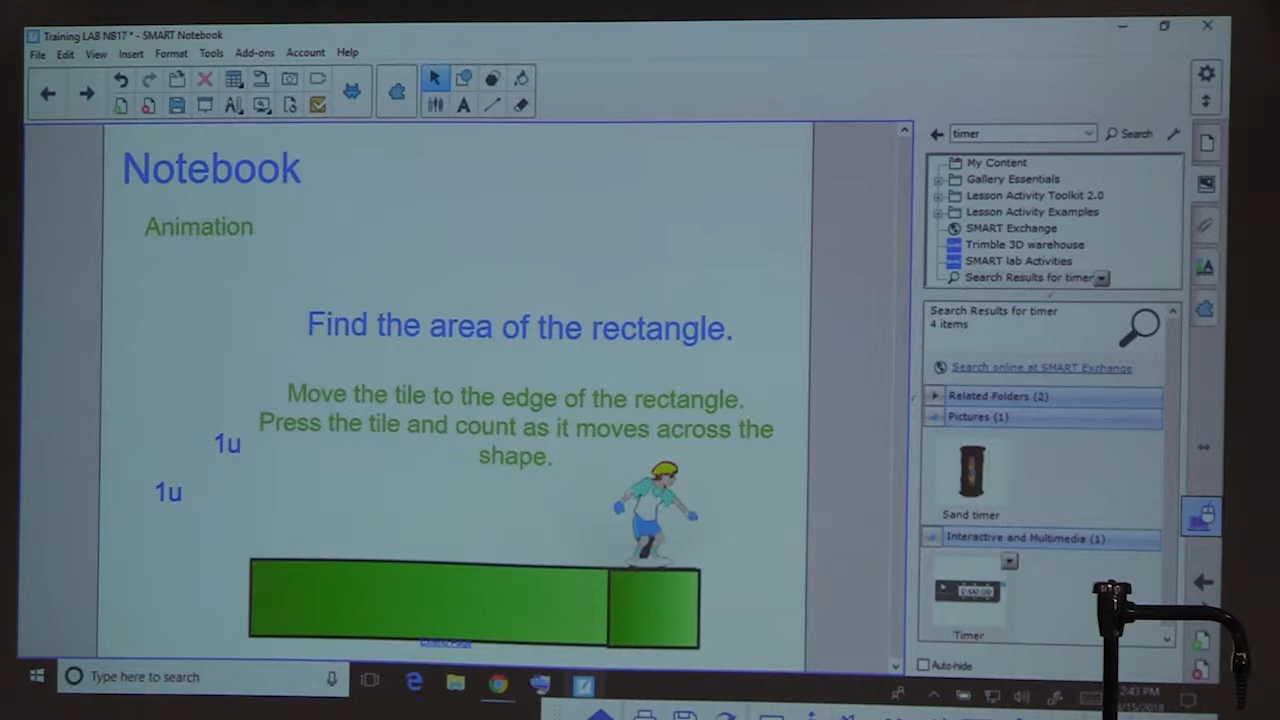 Training LAB NB17 * - SMART Notebook
File Edit View Insert Format Tools Add-ons Account Help
Notebook
Animation
Find the area of the rectangle.
Move the tile to the edge of the rectangle.
Press the tile and count as it moves across the
shape.
1u
1u
timer
Search
My Content
Gallery Essentials
Lesson Activity Toolkit 2.0
Lesson Activity Examples
SMART Exchange
Trimble 3D warehouse
SMART lab Activities
Search Results for timer
Search Results for timer
4 items
Search online at SMART Exchange
Related Folders (2)
Pictures (1)
Sand timer
Interactive and Multimedia (1)
Timer
Auto-hide
Type here to search
2:43 PM